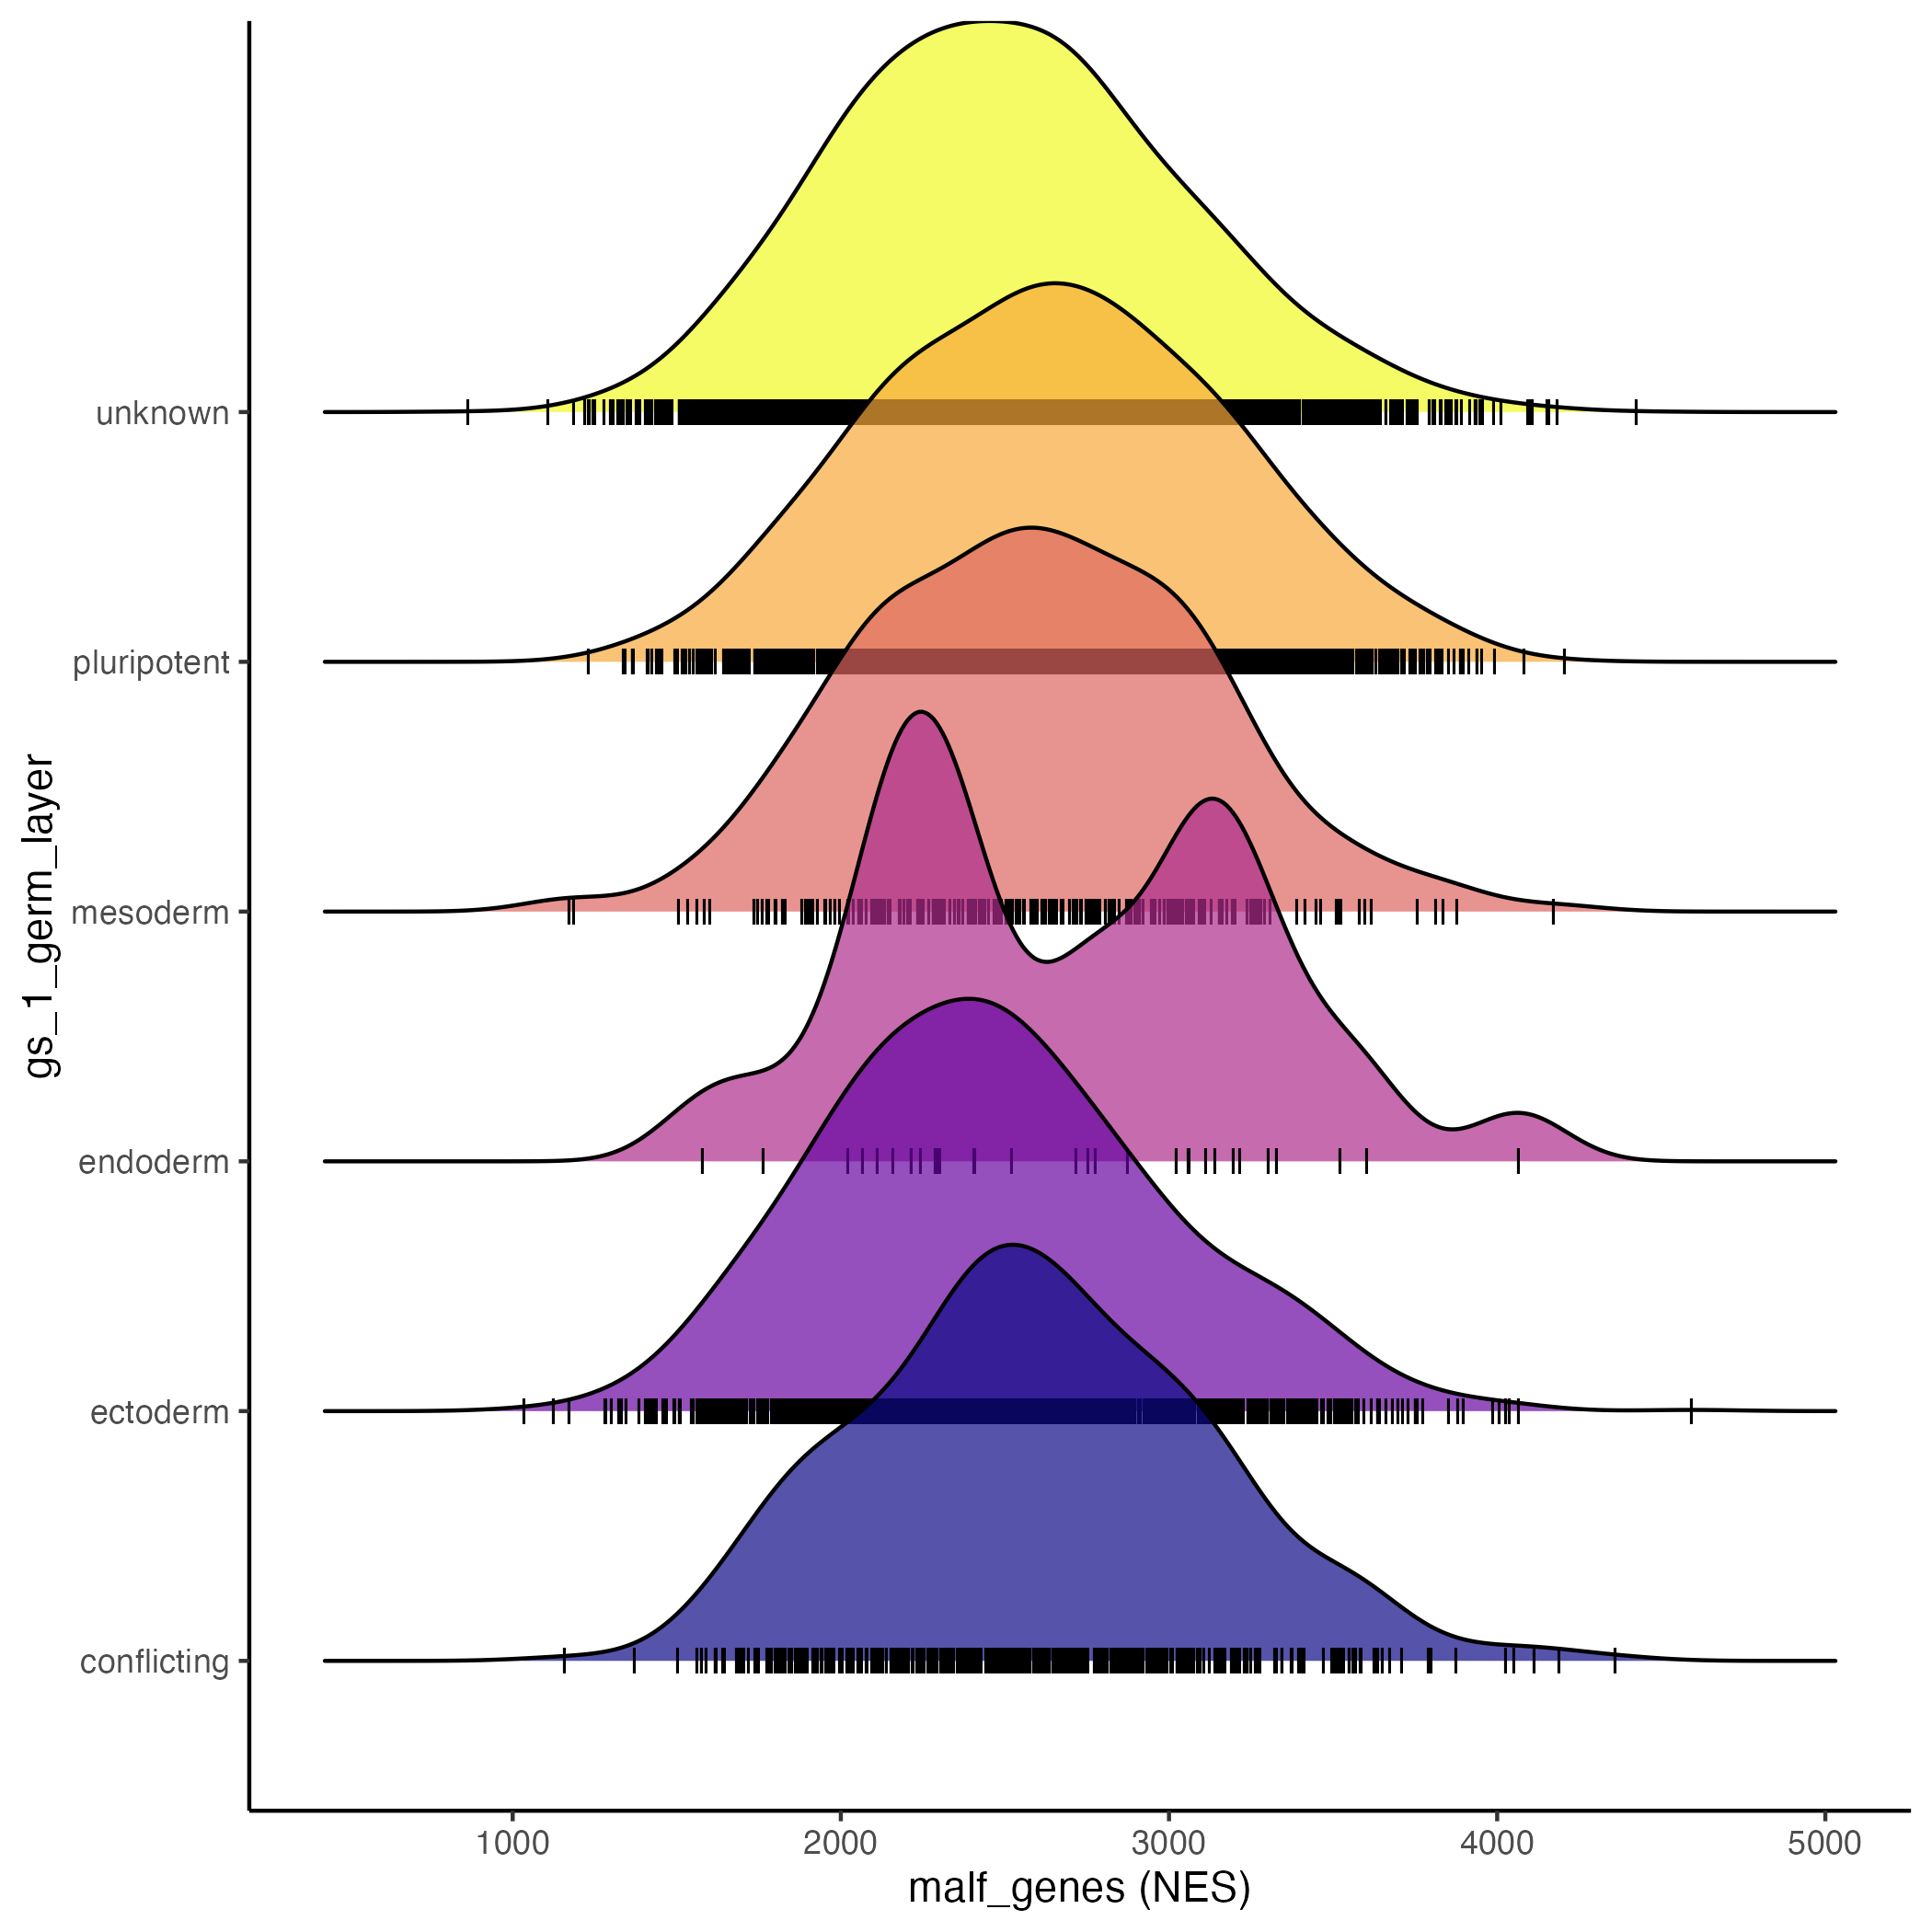 unknown
pluripotent
mesoderm
endoderm
ectoderm
conflicting
gs_1_germ_layer
1000 2000 3000 4000 5000
malf_genes (NES)